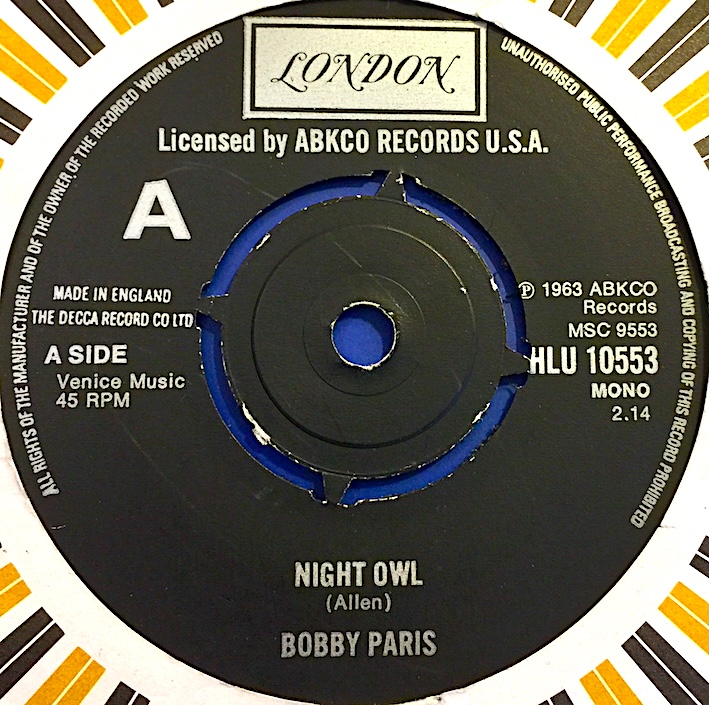 LONDON
Licensed by ABKCO RECORDS U.S.A.
A
MADE IN ENGLAND
THE DECCA RECORD CO LTD
A SIDE
Venice Music
45 RPM
℗ 1963 ABKCO
Records
MSC 9553
HLU 10553
MONO
2.14
NIGHT OWL
(Allen)
BOBBY PARIS
ALL RIGHTS OF THE MANUFACTURER AND OF THE OWNER OF THE RECORDED WORK RESERVED
UNAUTHORISED PUBLIC PERFORMANCE BROADCASTING AND COPYING OF THIS RECORD PROHIBITED